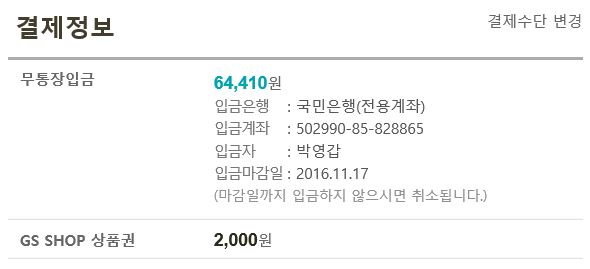 결제정보
결제수단 변경
무통장입금
64,410원
입금은행 : 국민은행(전용계좌)
입금계좌 : 502990-85-828865
입금자 : 박영갑
입금마감일 : 2016.11.17
(마감일까지 입금하지 않으시면 취소됩니다.)
GS SHOP 상품권
2,000원